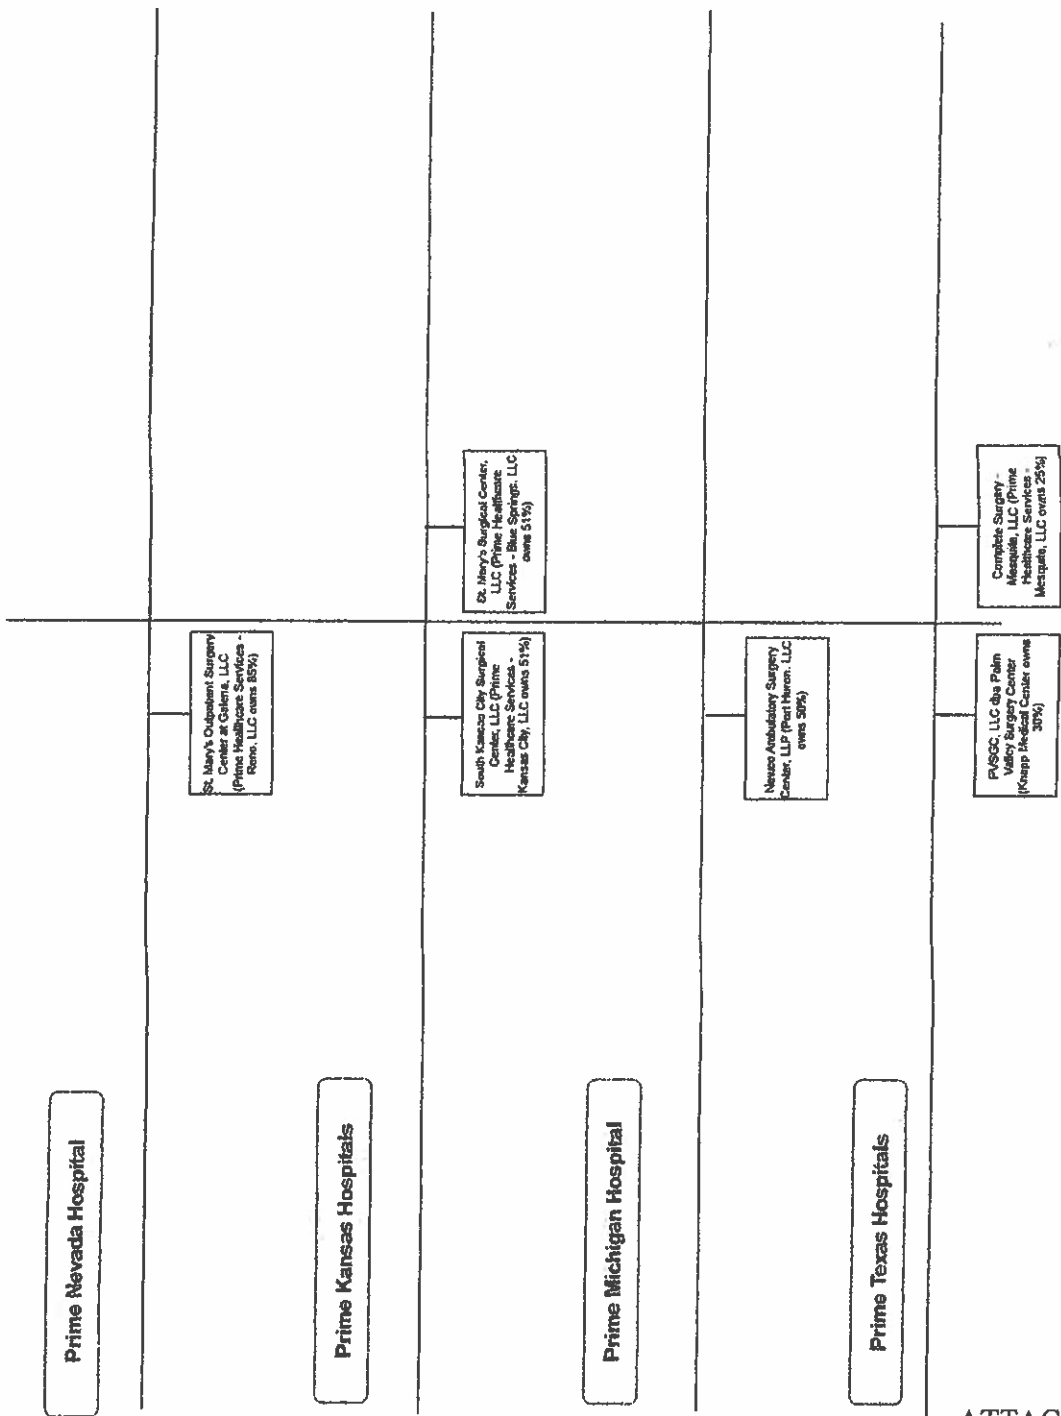 Prime Nevada Hospital
St. Mary's Outpatient Surgery
Center at Galena, LLC
(Prime Healthcare Services -
Reno, LLC owns 85%)
Prime Kansas Hospitals
South Kansas City Surgical
Center, LLC (Prime
Healthcare Services -
Kansas City, LLC owns 51%)
St. Mary's Surgical Center,
LLC (Prime Healthcare
Services - Blue Springs, LLC
owns 51%)
Prime Michigan Hospital
Ambulatory Surgery
Center, LLP (Port Huron, LLC
owns 50%)
Prime Texas Hospitals
PVSGC, LLC dba Palm
Valley Surgery Center
(Knapp Medical Center owns
30%)
Complete Surgery -
Mesquite, LLC (Prime
Healthcare Services -
Mesquite, LLC owns 25%)